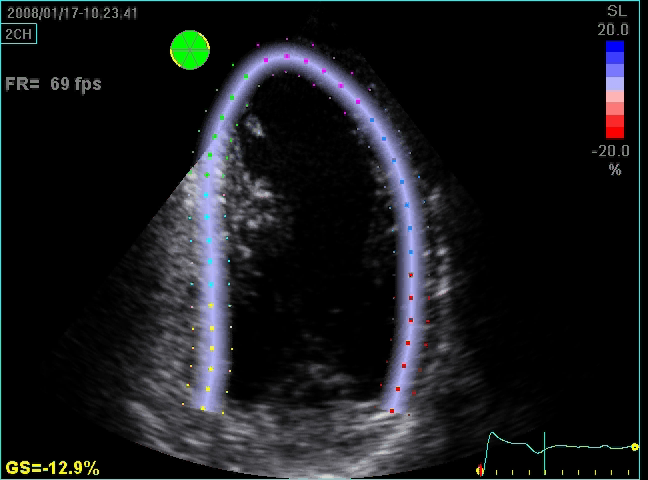 2008/01/17-10.23.41
2CH
FR= 69 fps
SL
20.0
-20.0
%
GS=-12.9%